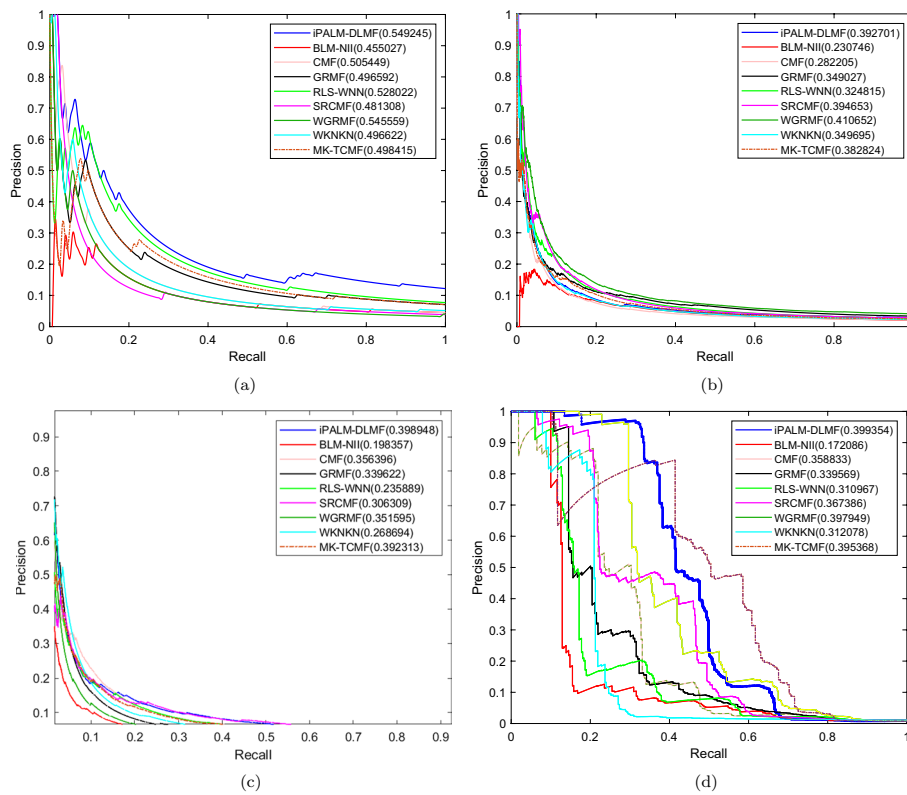 1
0.9
0.8
0.7
0.6
0.5
0.4
0.3
0.2
0.1
0
Precision
0 0.2 0.4 0.6 0.8 1
Recall
iPALM-DLMF(0.549245)
BLM-NII(0.455027)
CMF(0.505449)
GRMF(0.496592)
RLS-WNN(0.528022)
SRCMF(0.481308)
WGRMF(0.545559)
WKNKN(0.496622)
MK-TCMF(0.498415)
(a)
1
0.9
0.8
0.7
0.6
0.5
0.4
0.3
0.2
0.1
0
Precision
0 0.2 0.4 0.6 0.8
Recall
iPALM-DLMF(0.392701)
BLM-NII(0.230746)
CMF(0.282205)
GRMF(0.349027)
RLS-WNN(0.324815)
SRCMF(0.394653)
WGRMF(0.410652)
WKNKN(0.349695)
MK-TCMF(0.382824)
(b)
0.9
0.8
0.7
0.6
0.5
0.4
0.3
0.2
0.1
Precision
0.1 0.2 0.3 0.4 0.5 0.6 0.7 0.8 0.9
Recall
iPALM-DLMF(0.398948)
BLM-NII(0.198357)
CMF(0.356396)
GRMF(0.339622)
RLS-WNN(0.235889)
SRCMF(0.306309)
WGRMF(0.351595)
WKNKN(0.268694)
MK-TCMF(0.392313)
(c)
1
0.9
0.8
0.7
0.6
0.5
0.4
0.3
0.2
0.1
0
Precision
0 0.2 0.4 0.6 0.8 1
Recall
iPALM-DLMF(0.399354)
BLM-NII(0.172086)
CMF(0.358833)
GRMF(0.339569)
RLS-WNN(0.310967)
SRCMF(0.367386)
WGRMF(0.397949)
WKNKN(0.312078)
MK-TCMF(0.395368)
(d)